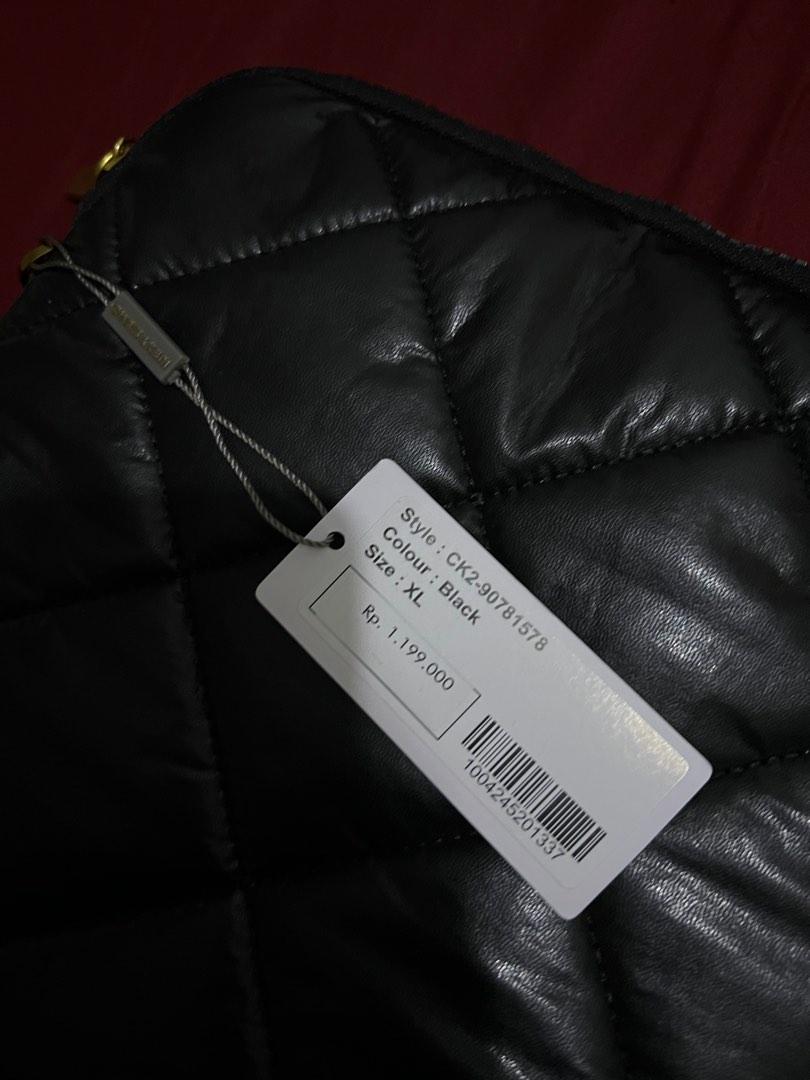 Style : CK2-90781578
Colour : Black
Size : XL
Rp. 1.199.000
1004245201337